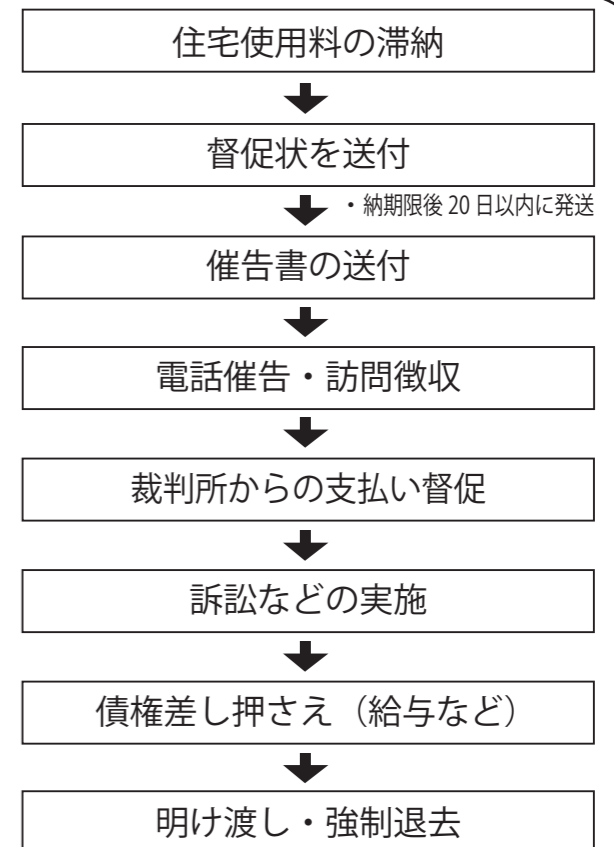 住宅使用料の滞納
督促状を送付
・納期限後 20 日以内に発送
催告書の送付
電話催告・訪問徴収
裁判所からの支払い督促
訴訟などの実施
債権差し押さえ（給与など）
明け渡し・強制退去